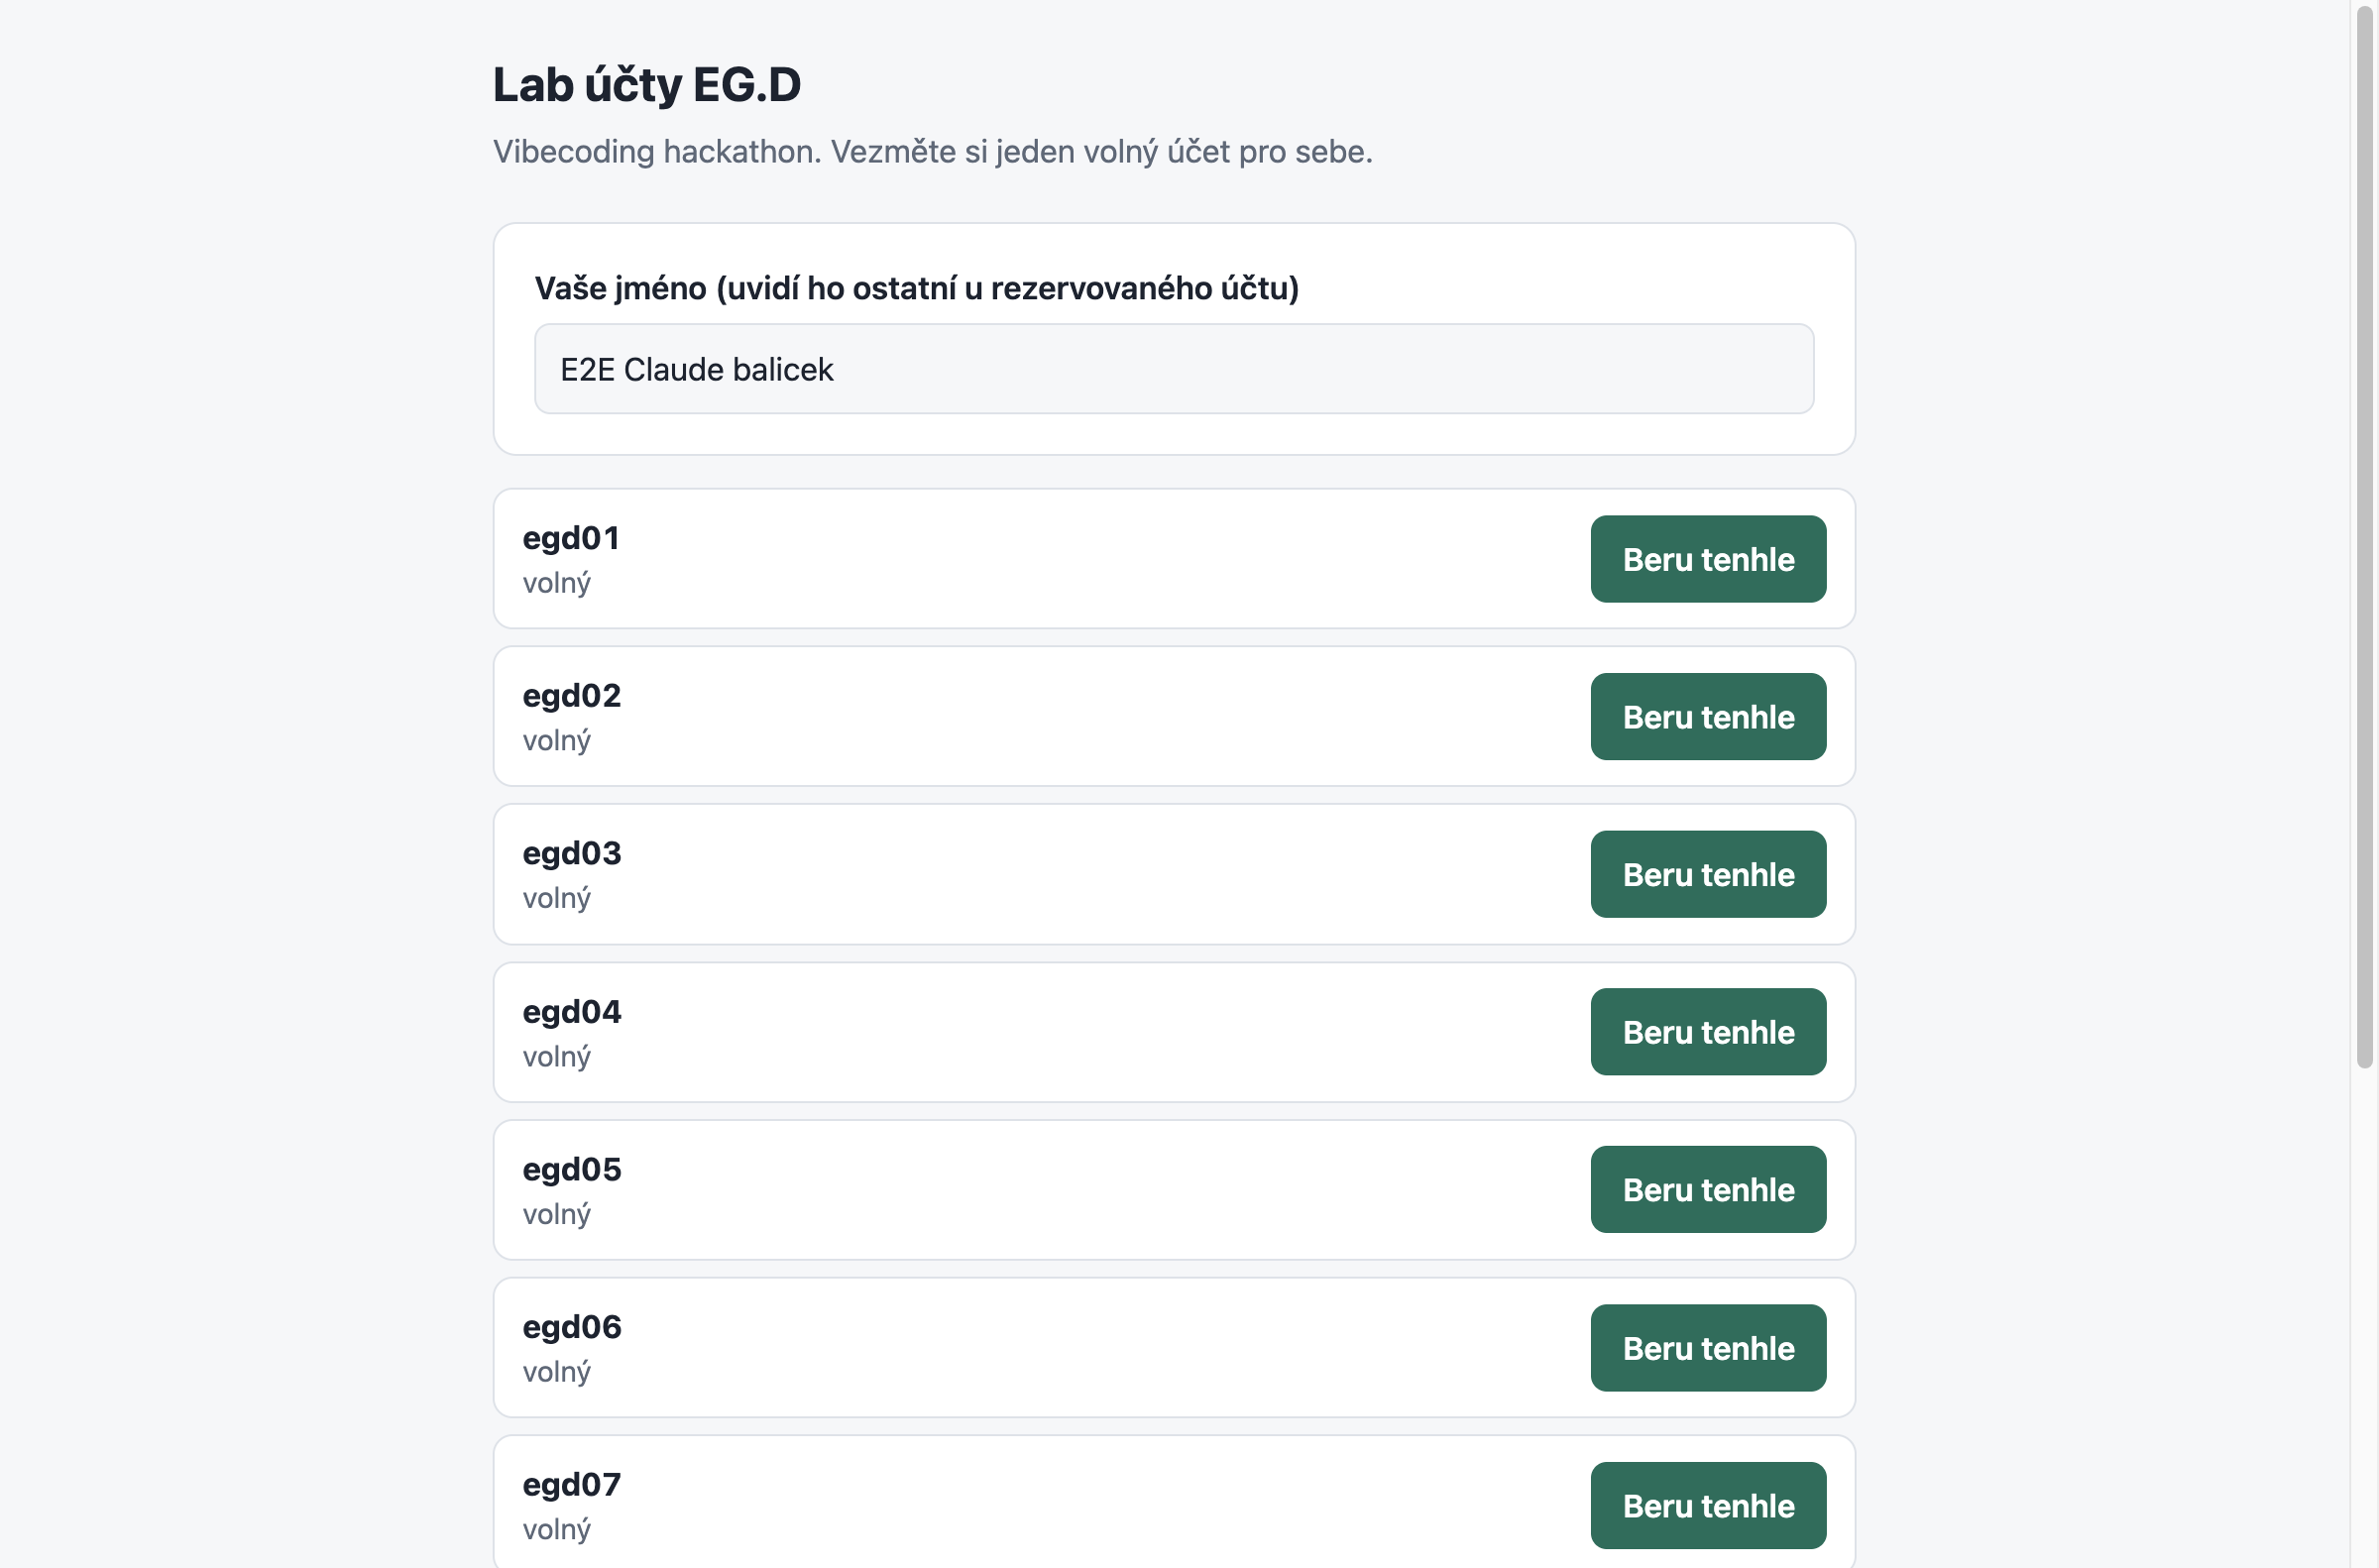 Lab účty EG.D
Vibecoding hackathon. Vezměte si jeden volný účet pro sebe.
Vaše jméno (uvidí ho ostatní u rezervovaného účtu)
E2E Claude balicek
egd01
volný
Beru tenhle
egd02
volný
Beru tenhle
egd03
volný
Beru tenhle
egd04
volný
Beru tenhle
egd05
volný
Beru tenhle
egd06
volný
Beru tenhle
egd07
volný
Beru tenhle